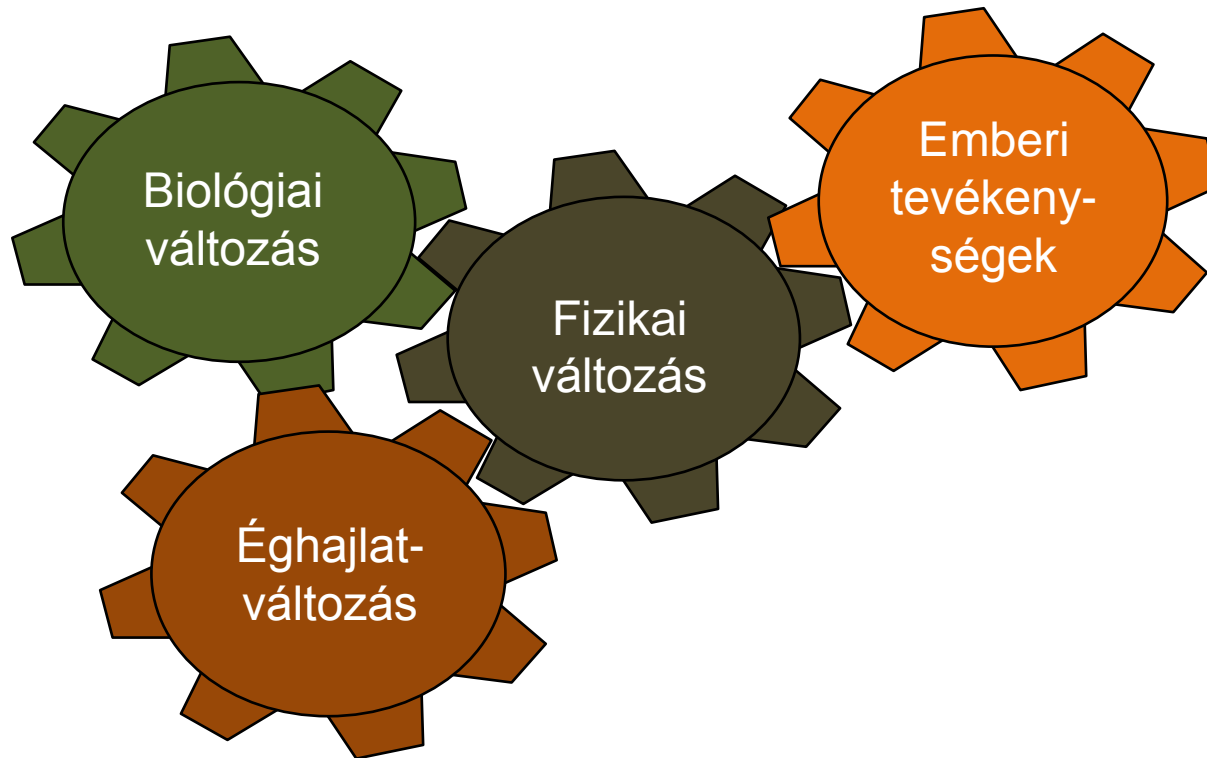 Biológiai
változás
Emberi
tevékeny-
ségek
Fizikai
változás
Éghajlat-
változás